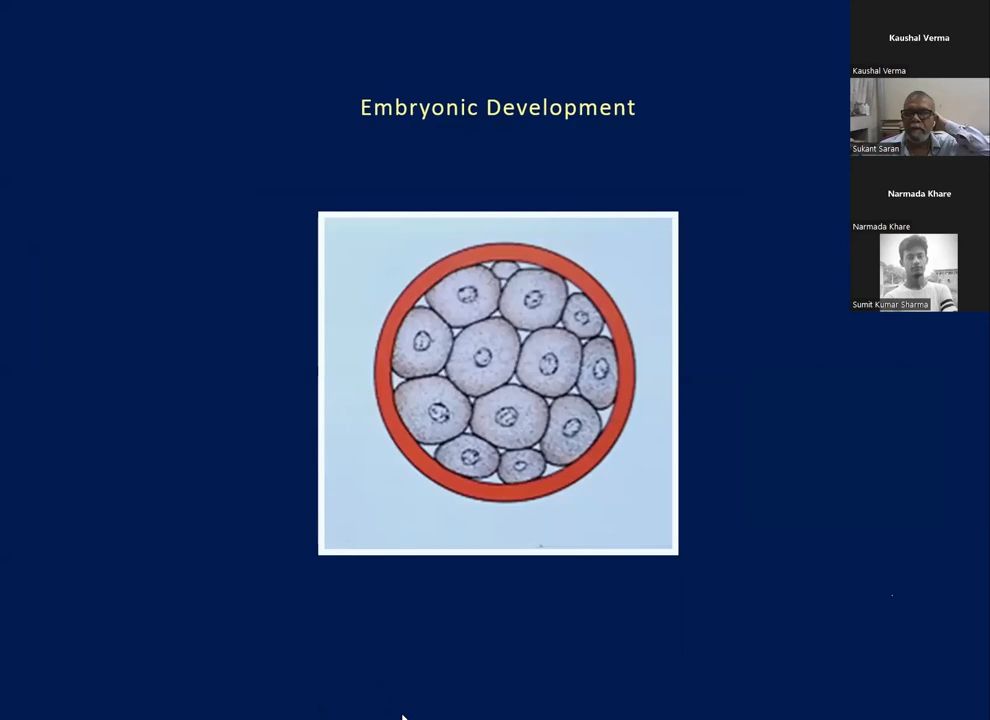 Embryonic Development
Kaushal Verma
Kaushal Verma
Sukant Saran
Narmada Khare
Narmada Khare
Sumit Kumar Sharma